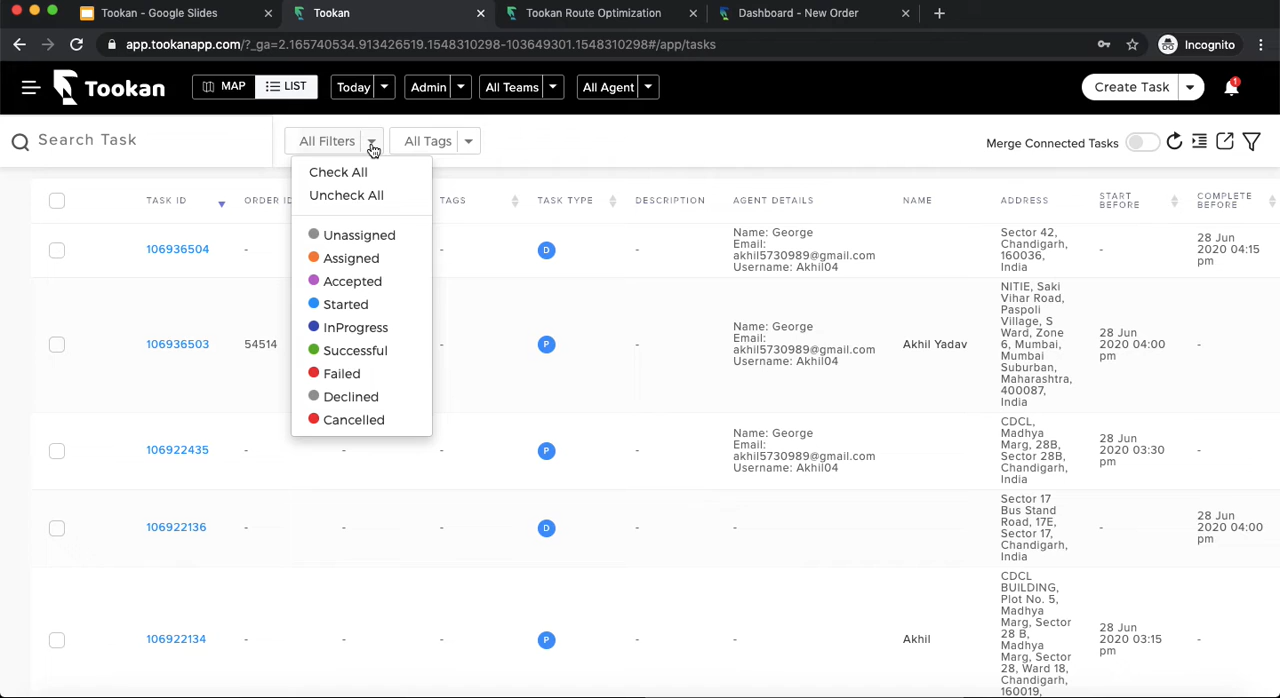 Tookan - Google Slides
Tookan
Tookan Route Optimization
Dashboard - New Order
app.tookanapp.com/?_ga=2.165740534.913426519.1548310298-103649301.1548310298#/app/tasks
Incognito
Tookan
MAP
LIST
Today
Admin
All Teams
All Agent
Create Task
1
Search Task
All Filters
All Tags
Merge Connected Tasks
Check All
Uncheck All
Unassigned
Assigned
Accepted
Started
InProgress
Successful
Failed
Declined
Cancelled
TASK ID
ORDER ID
TAGS
TASK TYPE
DESCRIPTION
AGENT DETAILS
NAME
ADDRESS
START
BEFORE
COMPLETE
BEFORE
106936504
-
-
D
-
Name: George
Email:
akhil5730989@gmail.com
Username: Akhil04
-
Sector 42,
Chandigarh,
160036,
India
-
28 Jun
2020 04:15
pm
106936503
54514
-
P
-
Name: George
Email:
akhil5730989@gmail.com
Username: Akhil04
Akhil Yadav
NITIE, Saki
Vihar Road,
Paspoli
Village, S
Ward, Zone
6, Mumbai,
Mumbai
Suburban,
Maharashtra,
400087,
India
28 Jun
2020 04:00
pm
-
106922435
-
-
-
P
-
Name: George
Email:
akhil5730989@gmail.com
Username: Akhil04
CDCL,
Madhya
Marg, 28B,
Sector 28B,
Chandigarh,
India
28 Jun
2020 03:30
pm
-
106922136
-
-
-
D
-
-
Sector 17
Bus Stand
Road, 17E,
Sector 17,
Chandigarh,
India
-
28 Jun
2020 04:00
pm
106922134
-
-
-
P
-
-
Akhil
CDCL
BUILDING,
Plot No. 5,
Madhya
Marg, Sector
28 B,
Madhya
Marg, Sector
28, Ward 18,
Chandigarh,
160019,
28 Jun
2020 03:15
pm
-